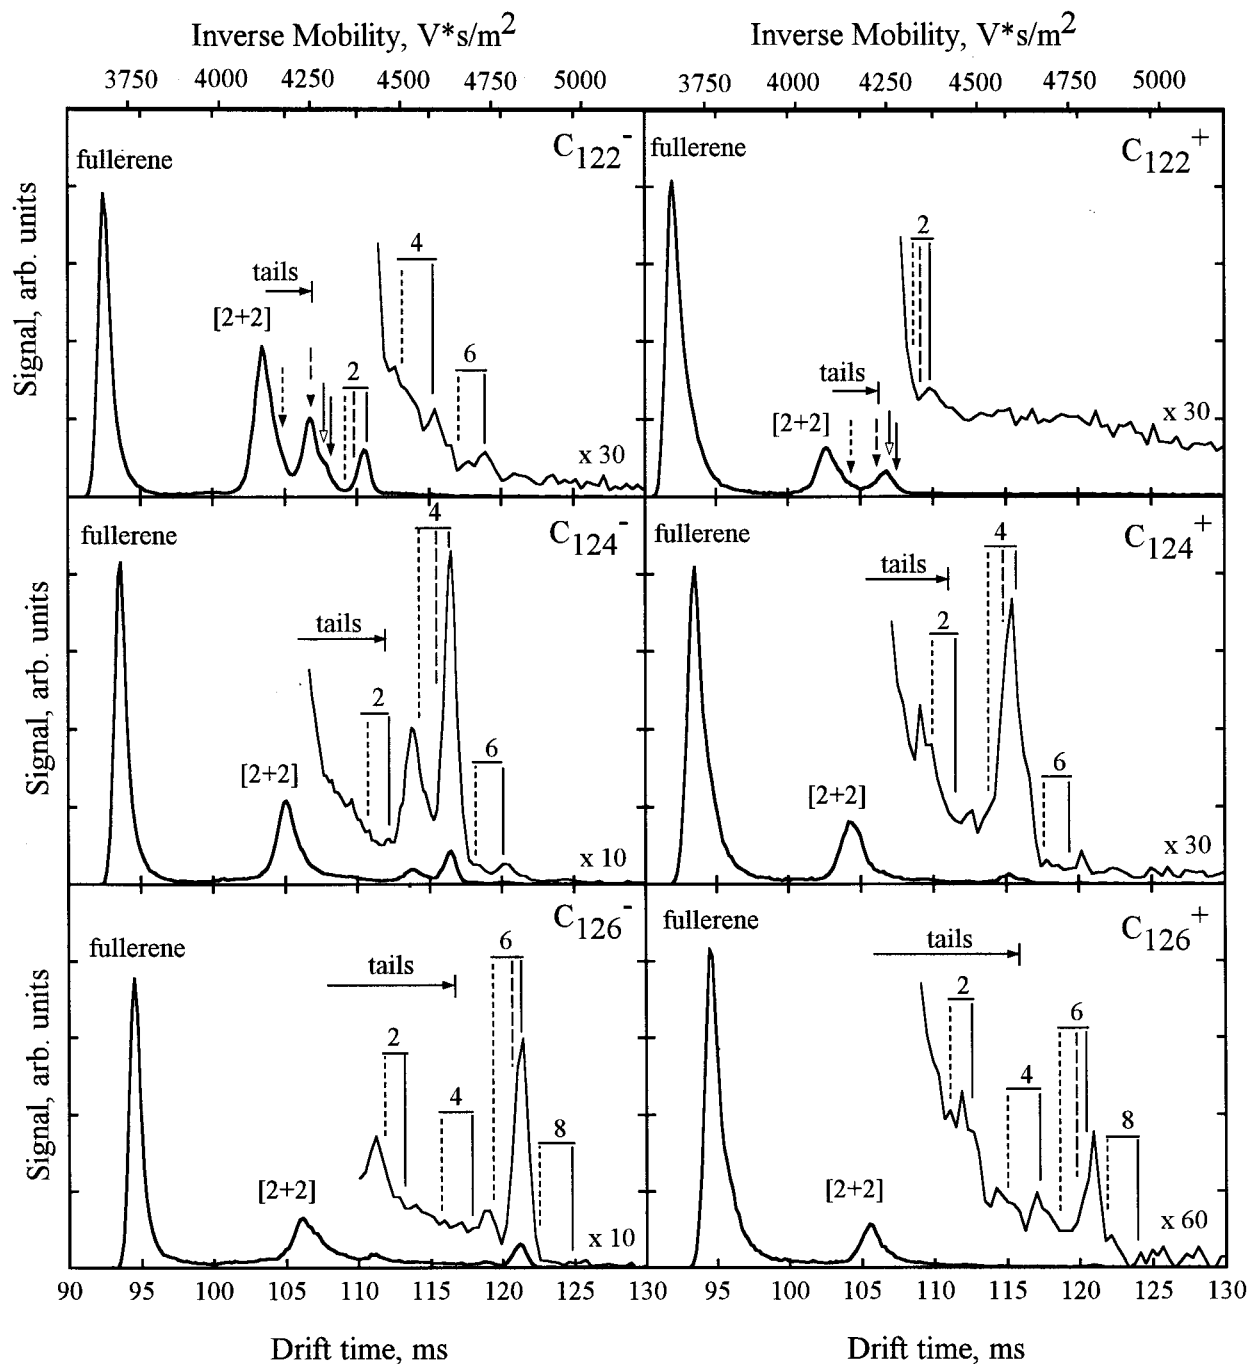 Inverse Mobility, V*s/m2
Inverse Mobility, V*s/m2
3750 4000 4250 4500 4750 5000
3750 4000 4250 4500 4750 5000
Signal, arb. units
fullerene
C122-
tails
[2+2]
2
4
6
x 30
fullerene
C122+
tails
[2+2]
2
x 30
Signal, arb. units
fullerene
C124-
tails
[2+2]
2
4
6
x 10
fullerene
C124+
tails
[2+2]
2
4
6
x 30
Signal, arb. units
fullerene
C126-
tails
[2+2]
2
4
6
8
x 10
fullerene
C126+
tails
[2+2]
2
4
6
8
x 60
90 95 100 105 110 115 120 125 130
95 100 105 110 115 120 125 130
Drift time, ms
Drift time, ms